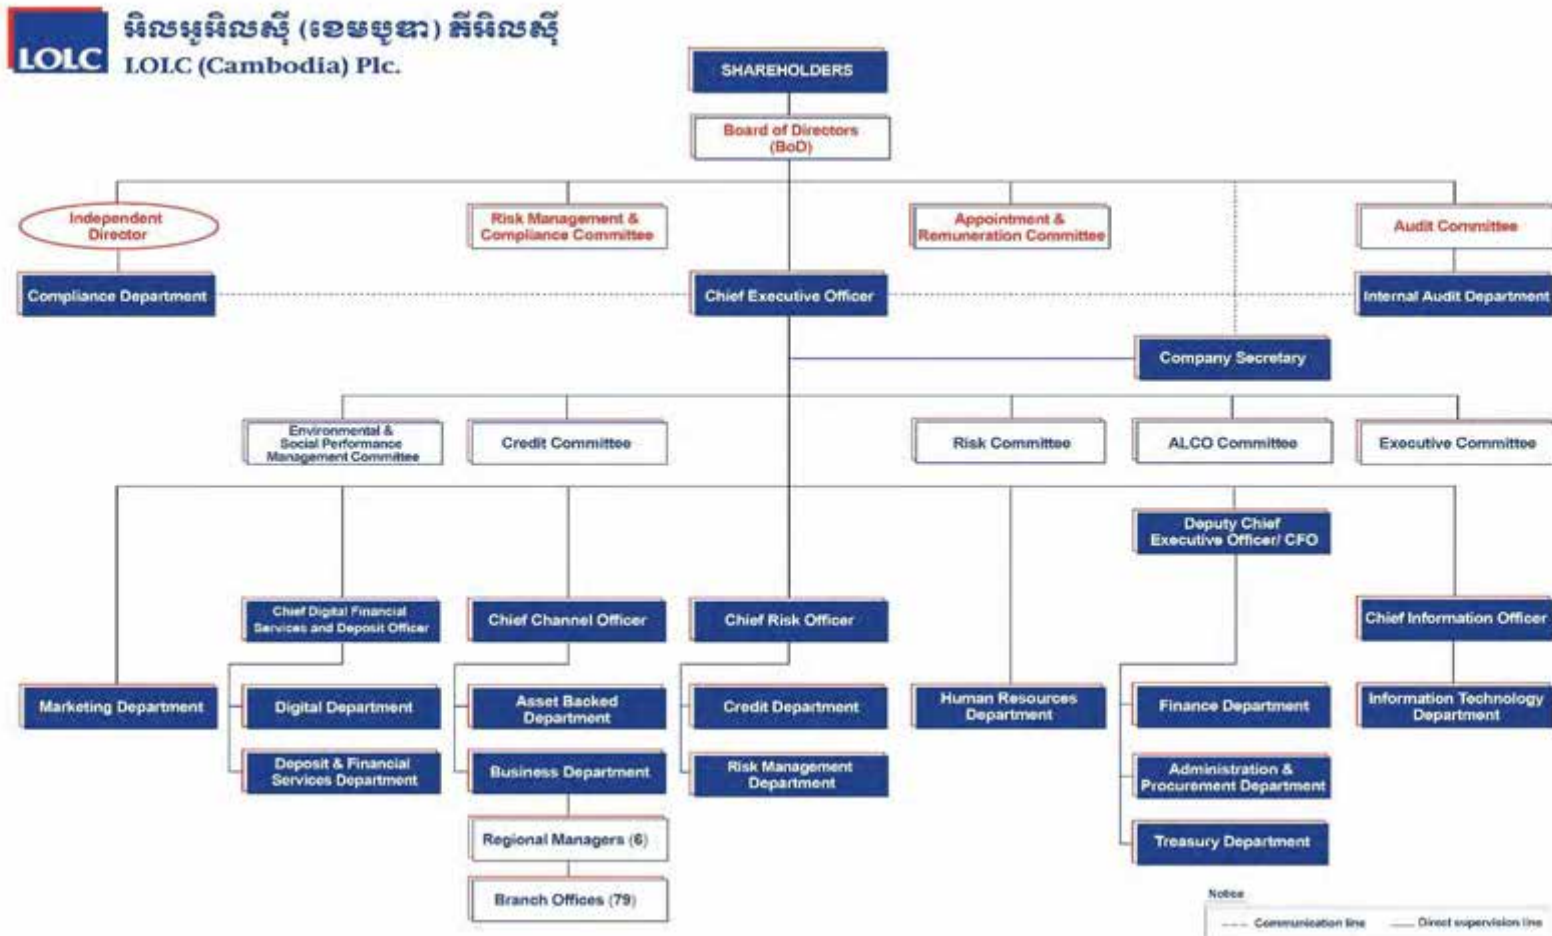 LOLC
អិលអូអិលស៊ី (ខេមបូឌា) ភីអិលស៊ី
LOLC (Cambodia) Plc.
SHAREHOLDERS
Board of Directors
(BoD)
Independent
Director
Risk Management &
Compliance Committee
Appointment &
Remuneration Committee
Audit Committee
Compliance Department
Chief Executive Officer
Internal Audit Department
Company Secretary
Environmental &
Social Performance
Management Committee
Credit Committee
Risk Committee
ALCO Committee
Executive Committee
Deputy Chief
Executive Officer/ CFO
Chief Digital Financial
Services and Deposit Officer
Chief Channel Officer
Chief Risk Officer
Chief Information Officer
Marketing Department
Digital Department
Asset Backed
Department
Credit Department
Human Resources
Department
Finance Department
Information Technology
Department
Deposit & Financial
Services Department
Business Department
Risk Management
Department
Administration &
Procurement Department
Regional Managers (6)
Treasury Department
Branch Offices (79)
Notice
Communication line
Direct supervision line